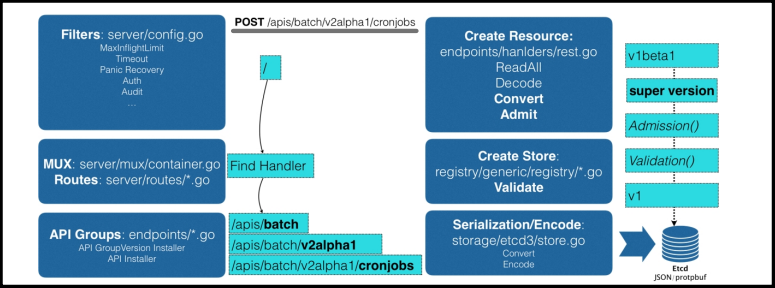 POST /apis/batch/v2alpha1/cronjobs
Filters: server/config.go
MaxInflightLimit
Timeout
Panic Recovery
Auth
Audit
....
/
MUX: server/mux/container.go
Routes: server/routes/*.go
Find Handler
API Groups: endpoints/*.go
API GroupVersion Installer
API Installer
/apis/batch
/apis/batch/v2alpha1
/apis/batch/v2alpha1/cronjobs
Create Resource:
endpoints/hanlders/rest.go
ReadAll
Decode
Convert
Admit
Create Store:
registry/generic/registry/*.go
Validate
Serialization/Encode:
storage/etcd3/store.go
Convert
Encode
v1beta1
super version
Admission()
Validation()
v1
Etcd
JSON/protpbuf